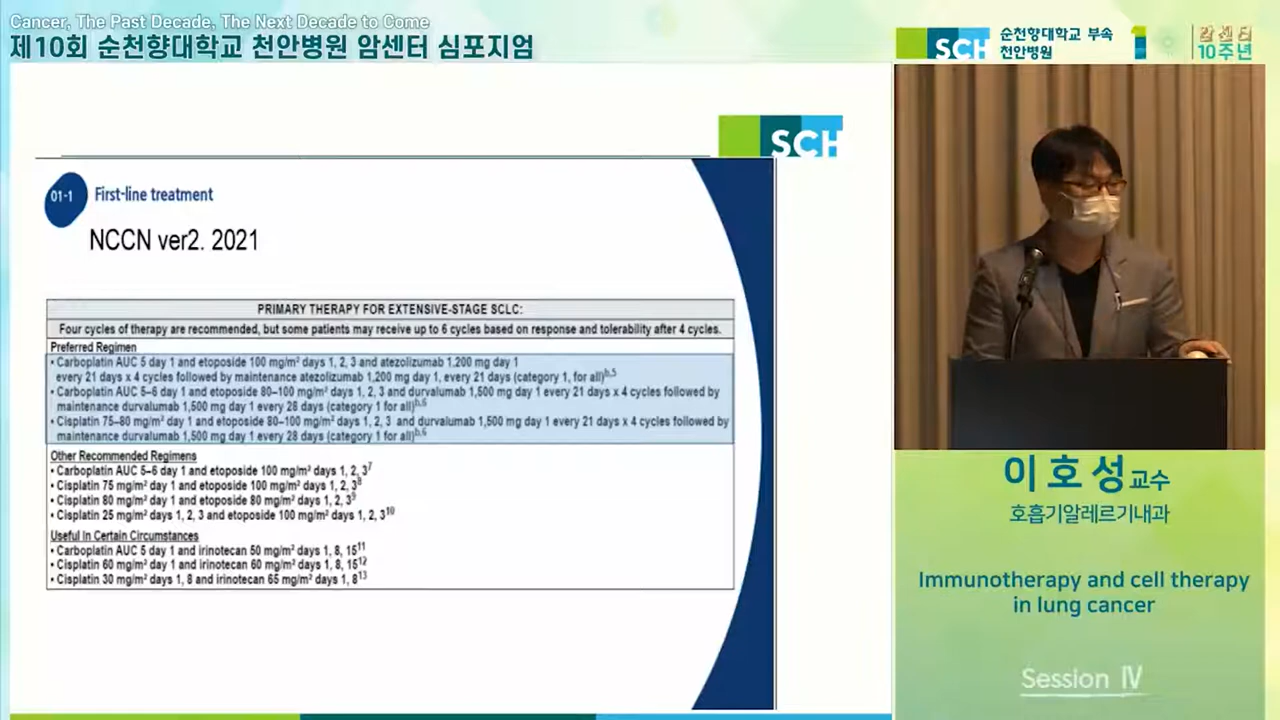 Cancer, The Past Decade, The Next Decade to Come
제10회 순천향대학교 천안병원 암센터 심포지엄
SCH
순천향대학교 부속
천안병원
암센터
10주년
SCH
01-1
First-line treatment
NCCN ver2. 2021
PRIMARY THERAPY FOR EXTENSIVE-STAGE SCLC:
Four cycles of therapy are recommended, but some patients may receive up to 6 cycles based on response and tolerability after 4 cycles.
Preferred Regimen
• Carboplatin AUC 5 day 1 and etoposide 100 mg/m² days 1, 2, 3 and atezolizumab 1,200 mg day 1
every 21 days x 4 cycles followed by maintenance atezolizumab 1,200 mg day 1, every 21 days (category 1, for all)b,5
• Carboplatin AUC 5–6 day 1 and etoposide 80–100 mg/m² days 1, 2, 3 and durvalumab 1,500 mg day 1 every 21 days x 4 cycles followed by
maintenance durvalumab 1,500 mg day 1 every 28 days (category 1 for all)b,6
• Cisplatin 75–80 mg/m² day 1 and etoposide 80–100 mg/m² days 1, 2, 3 and durvalumab 1,500 mg day 1 every 21 days x 4 cycles followed by
maintenance durvalumab 1,500 mg day 1 every 28 days (category 1 for all)b,6
Other Recommended Regimens
• Carboplatin AUC 5–6 day 1 and etoposide 100 mg/m² days 1, 2, 3⁷
• Cisplatin 75 mg/m² day 1 and etoposide 100 mg/m² days 1, 2, 3⁸
• Cisplatin 80 mg/m² day 1 and etoposide 80 mg/m² days 1, 2, 3⁹
• Cisplatin 25 mg/m² days 1, 2, 3 and etoposide 100 mg/m² days 1, 2, 3¹⁰
Useful In Certain Circumstances
• Carboplatin AUC 5 day 1 and irinotecan 50 mg/m² days 1, 8, 15¹¹
• Cisplatin 60 mg/m² day 1 and irinotecan 60 mg/m² days 1, 8, 15¹²
• Cisplatin 30 mg/m² days 1, 8 and irinotecan 65 mg/m² days 1, 8¹³
이호성교수
호흡기알레르기내과
Immunotherapy and cell therapy
in lung cancer
Session Ⅳ